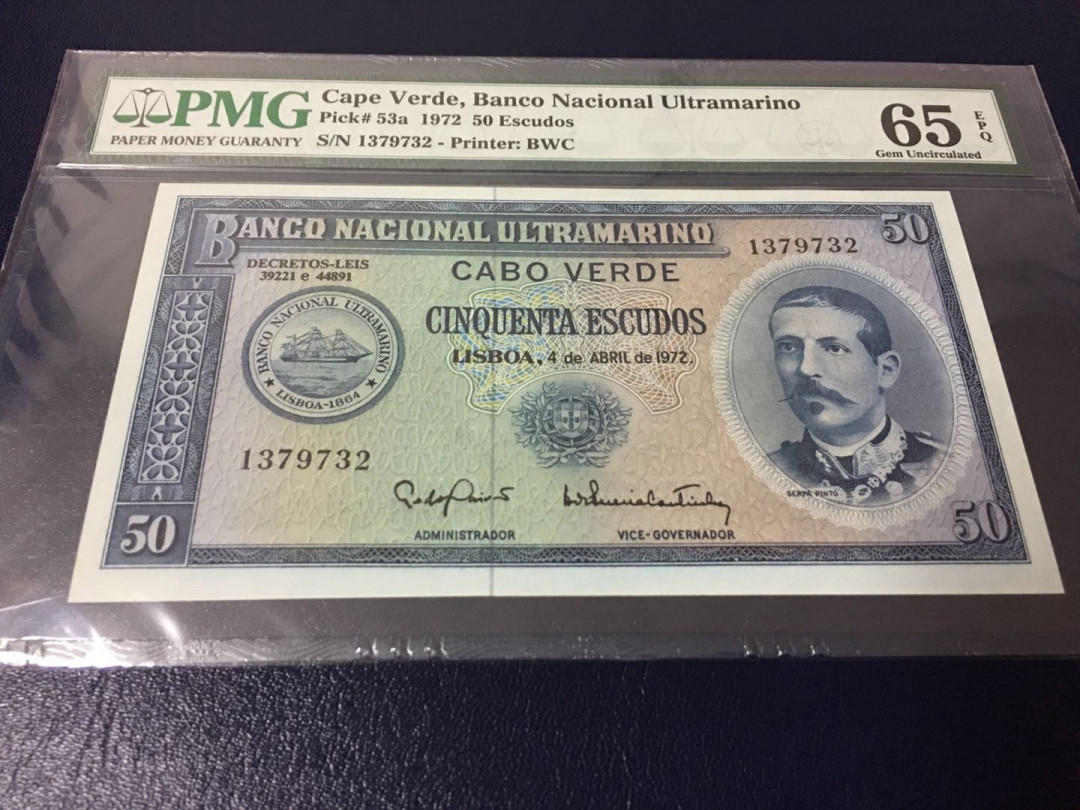 PMG
PAPER MONEY GUARANTY
Cape Verde, Banco Nacional Ultramarino
Pick# 53a 1972 50 Escudos
S/N 1379732 - Printer: BWC
65 EPQ
Gem Uncirculated
BANCO NACIONAL ULTRAMARINO
50
1379732
DECRETOS-LEIS
39221 e 44891
CABO VERDE
CINQUENTA ESCUDOS
LISBOA, 4 de ABRIL de 1972.
BANCO NACIONAL ULTRAMARINO
LISBOA-1864
1379732
SERPA PINTO
ADMINISTRADOR
VICE-GOVERNADOR
50
50